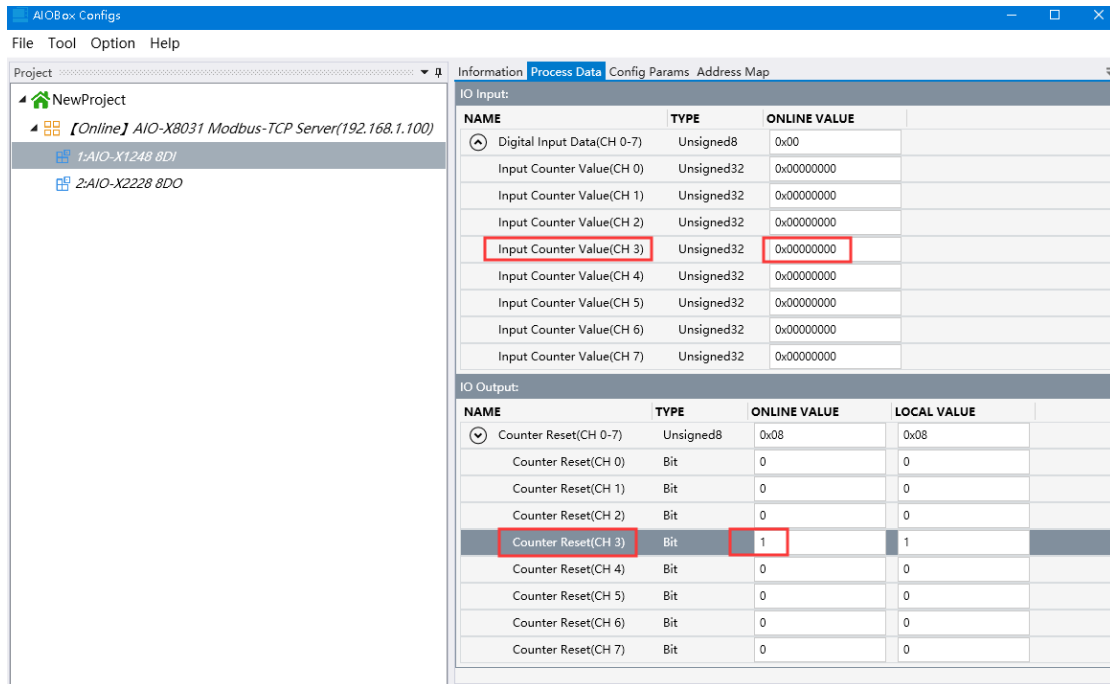 AIOBox Configs
File Tool Option Help
Project
NewProject
【Online】AIO-X8031 Modbus-TCP Server(192.168.1.100)
1:AIO-X1248 8DI
2:AIO-X2228 8DO
Information Process Data Config Params Address Map
IO Input:
NAME TYPE ONLINE VALUE
Digital Input Data(CH 0-7) Unsigned8 0x00
Input Counter Value(CH 0) Unsigned32 0x00000000
Input Counter Value(CH 1) Unsigned32 0x00000000
Input Counter Value(CH 2) Unsigned32 0x00000000
Input Counter Value(CH 3) Unsigned32 0x00000000
Input Counter Value(CH 4) Unsigned32 0x00000000
Input Counter Value(CH 5) Unsigned32 0x00000000
Input Counter Value(CH 6) Unsigned32 0x00000000
Input Counter Value(CH 7) Unsigned32 0x00000000
IO Output:
NAME TYPE ONLINE VALUE LOCAL VALUE
Counter Reset(CH 0-7) Unsigned8 0x08 0x08
Counter Reset(CH 0) Bit 0 0
Counter Reset(CH 1) Bit 0 0
Counter Reset(CH 2) Bit 0 0
Counter Reset(CH 3) Bit 1 1
Counter Reset(CH 4) Bit 0 0
Counter Reset(CH 5) Bit 0 0
Counter Reset(CH 6) Bit 0 0
Counter Reset(CH 7) Bit 0 0